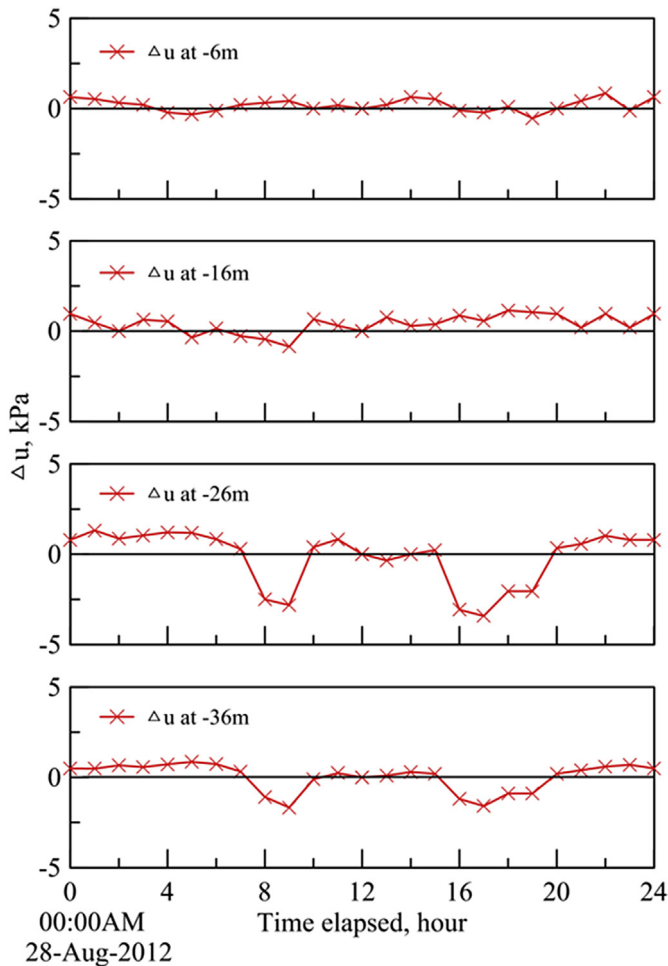 5
△u at -6m
0
-5
5
△u at -16m
0
-5
△u, kPa
5
△u at -26m
0
-5
5
△u at -36m
0
-5
0 4 8 12 16 20 24
00:00AM Time elapsed, hour
28-Aug-2012